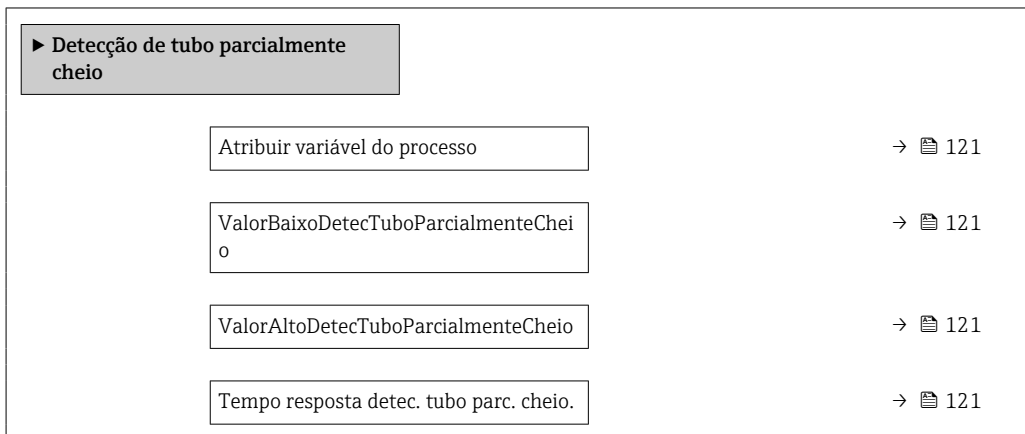 ▶ Detecção de tubo parcialmente
cheio
Atribuir variável do processo → 121
ValorBaixoDetecTuboParcialmenteChei → 121
o
ValorAltoDetecTuboParcialmenteCheio → 121
Tempo resposta detec. tubo parc. cheio. → 121